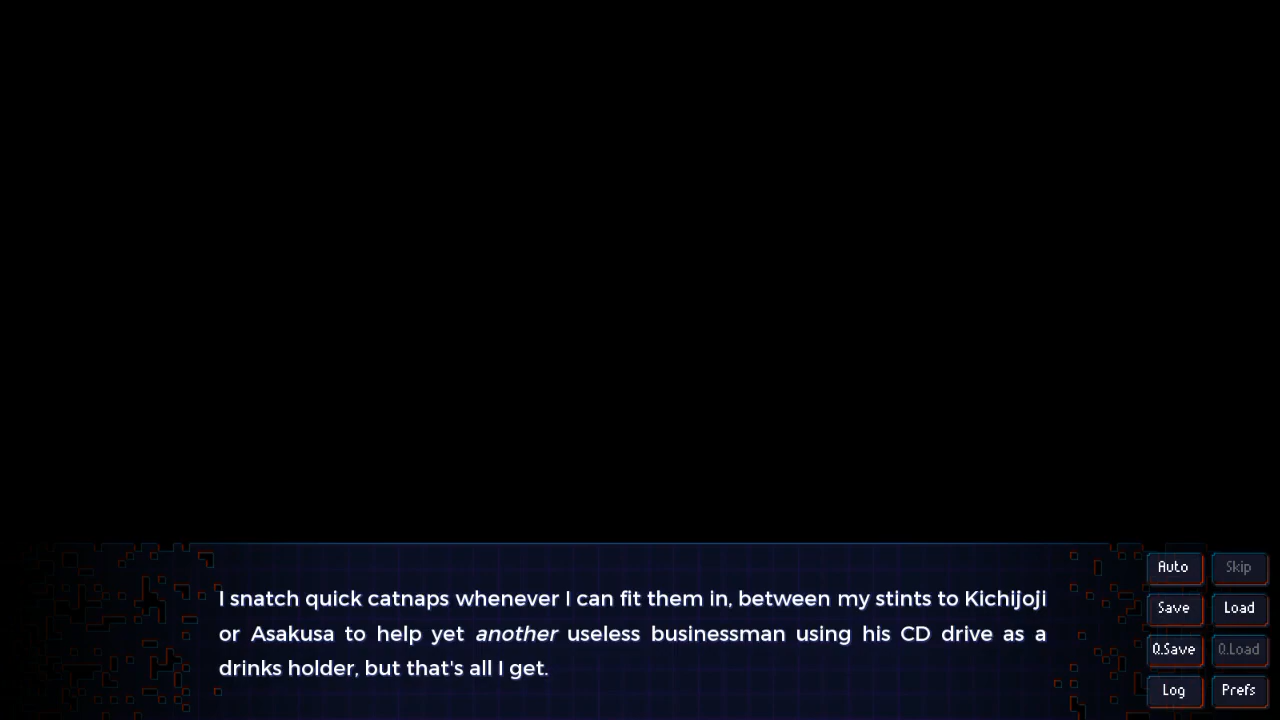 I snatch quick catnaps whenever I can fit them in, between my stints to Kichijoji
or Asakusa to help yet another useless businessman using his CD drive as a
drinks holder, but that's all I get.
Auto
Skip
Save
Load
Q.Save
Q.Load
Log
Prefs